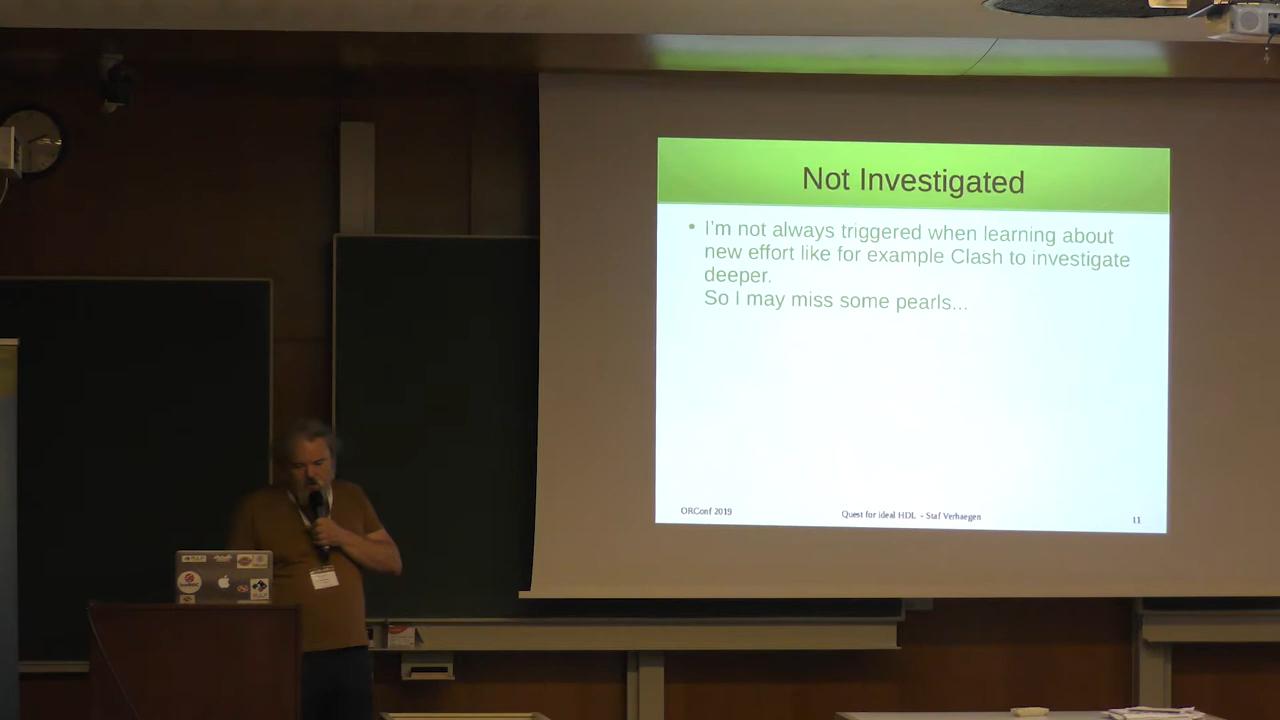 Not Investigated
• I'm not always triggered when learning about
new effort like for example Clash to investigate
deeper.
So I may miss some pearls...
ORConf 2019
Quest for ideal HDL - Staf Verhaegen
11